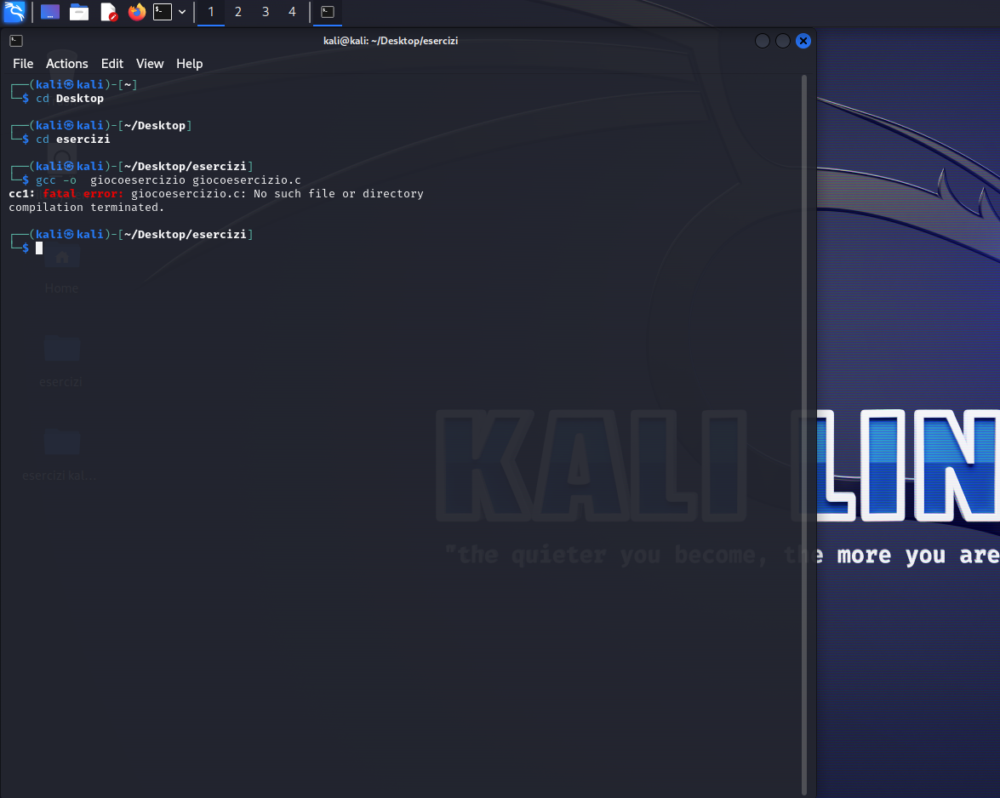 1 2 3 4
kali@kali: ~/Desktop/esercizi
File Actions Edit View Help
┌──(kali㉿kali)-[~]
└─$ cd Desktop
┌──(kali㉿kali)-[~/Desktop]
└─$ cd esercizi
┌──(kali㉿kali)-[~/Desktop/esercizi]
└─$ gcc -o  giocoesercizio giocoesercizio.c
cc1: fatal error: giocoesercizio.c: No such file or directory
compilation terminated.
┌──(kali㉿kali)-[~/Desktop/esercizi]
└─$
Home
esercizi
esercizi kai...
KALI LIN
"the quieter you become, the more you are